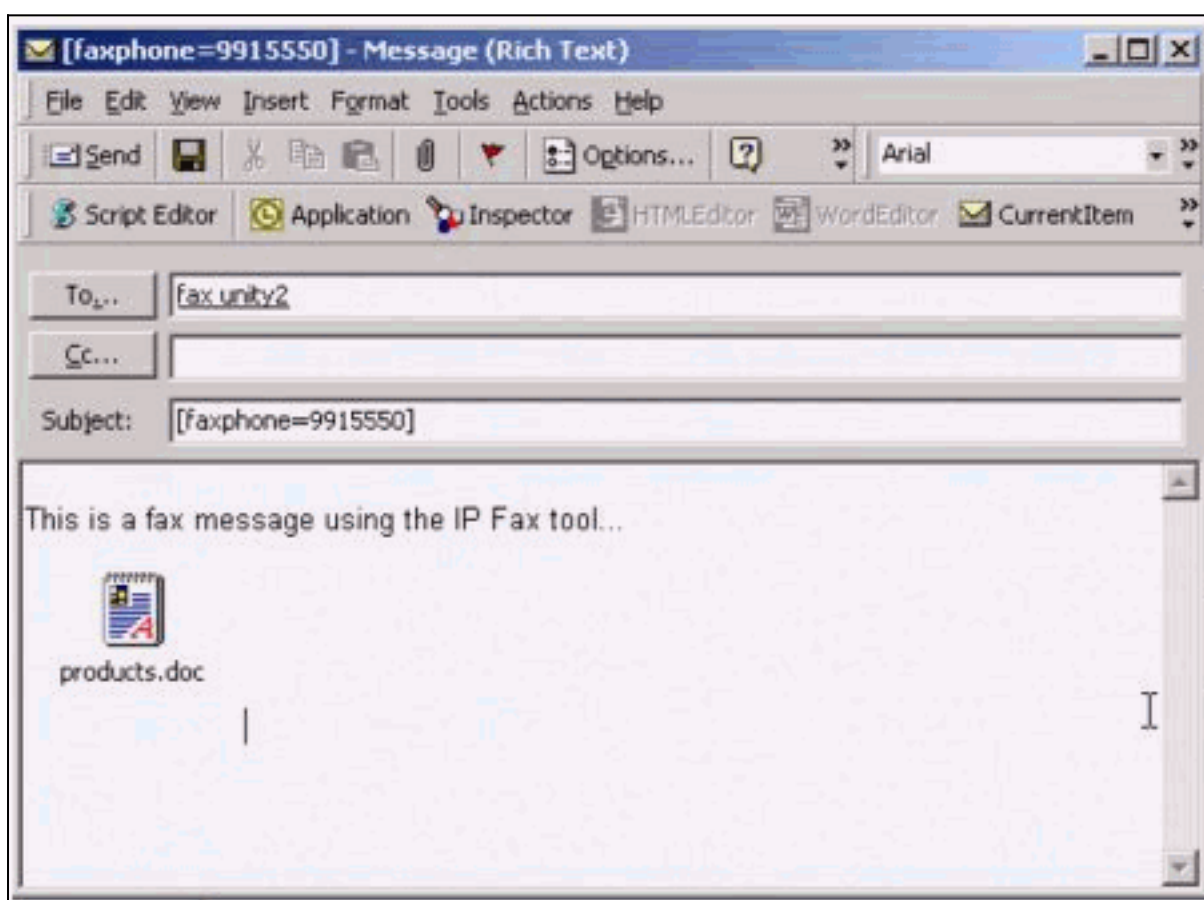 [faxphone=9915550] - Message (Rich Text)
File Edit View Insert Format Tools Actions Help
Send Options... Arial
Script Editor Application Inspector HTMLEditor WordEditor CurrentItem
To... fax unity2
Cc...
Subject: [faxphone=9915550]
This is a fax message using the IP Fax tool...
products.doc